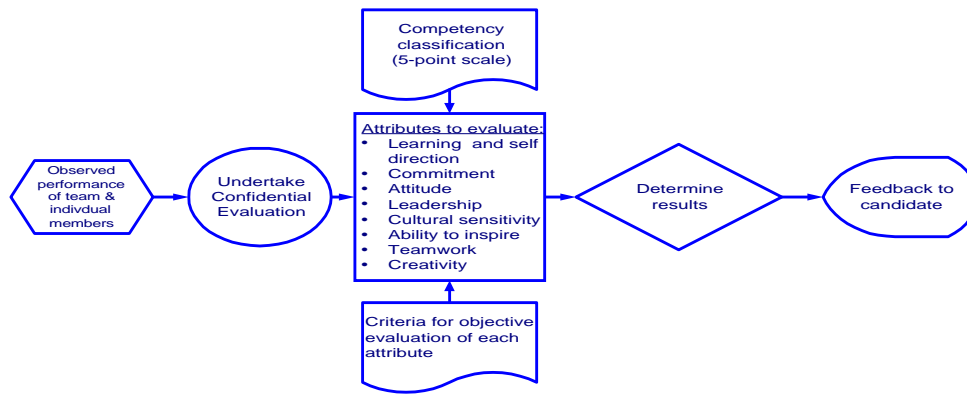 Competency
classification
(5-point scale)
Observed
performance
of team &
indivdual
members
Undertake
Confidential
Evaluation
Attributes to evaluate:
• Learning and self
direction
• Commitment
• Attitude
• Leadership
• Cultural sensitivity
• Ability to inspire
• Teamwork
• Creativity
Determine
results
Feedback to
candidate
Criteria for objective
evaluation of each
attribute